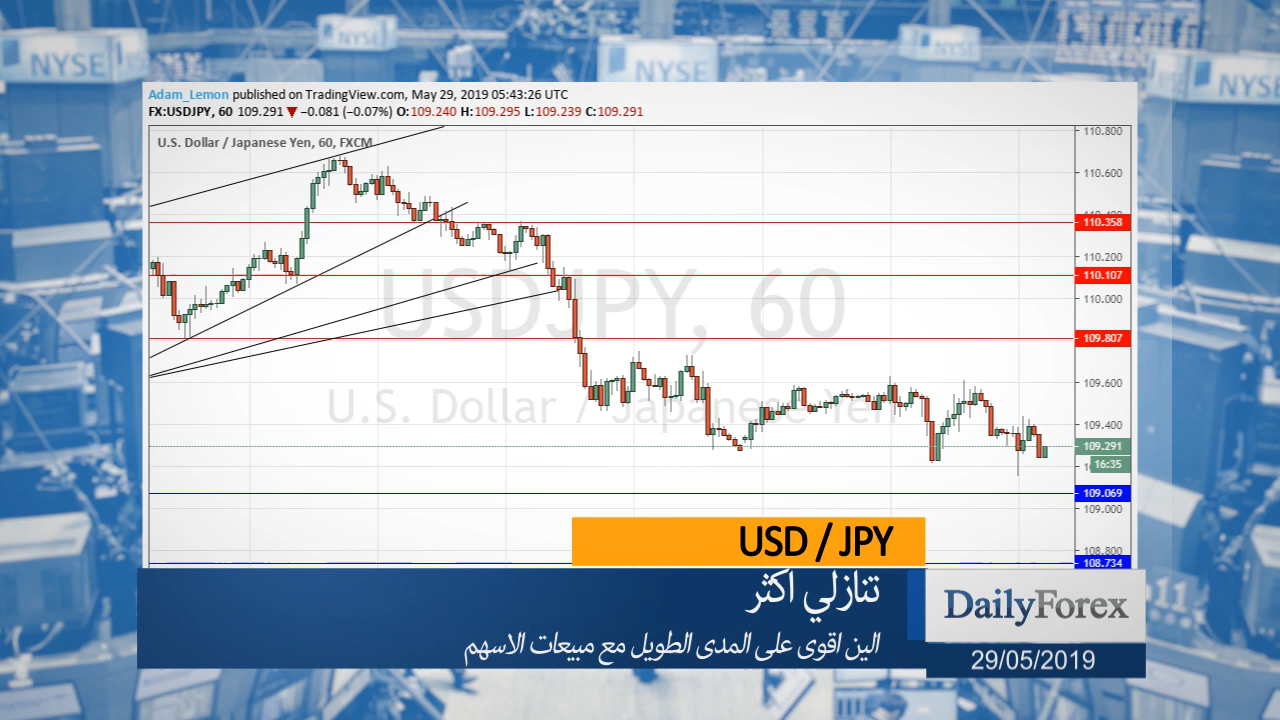 NYSE
NYSE
NYSE
NYSE
NYSE
Adam_Lemon published on TradingView.com, May 29, 2019 05:43:26 UTC
FX:USDJPY, 60 109.291 ▼ −0.081 (−0.07%) O:109.240 H:109.295 L:109.239 C:109.291
U.S. Dollar / Japanese Yen, 60, FXCM
USDJPY, 60
U.S. Dollar / Japanese Yen
110.800
110.600
110.358
110.200
110.107
110.000
109.807
109.600
109.400
109.291
16:35
109.069
109.000
108.800
108.734
USD / JPY
تنازلي اكثر
الين اقوى على المدى الطويل مع مبيعات الاسهم
DailyForex
29/05/2019
11